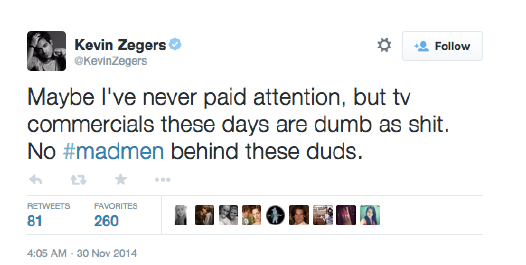 Kevin Zegers
@KevinZegers
Follow
Maybe I've never paid attention, but tv
commercials these days are dumb as shit.
No #madmen behind these duds.
RETWEETS
FAVORITES
81
260
4:05 AM - 30 Nov 2014